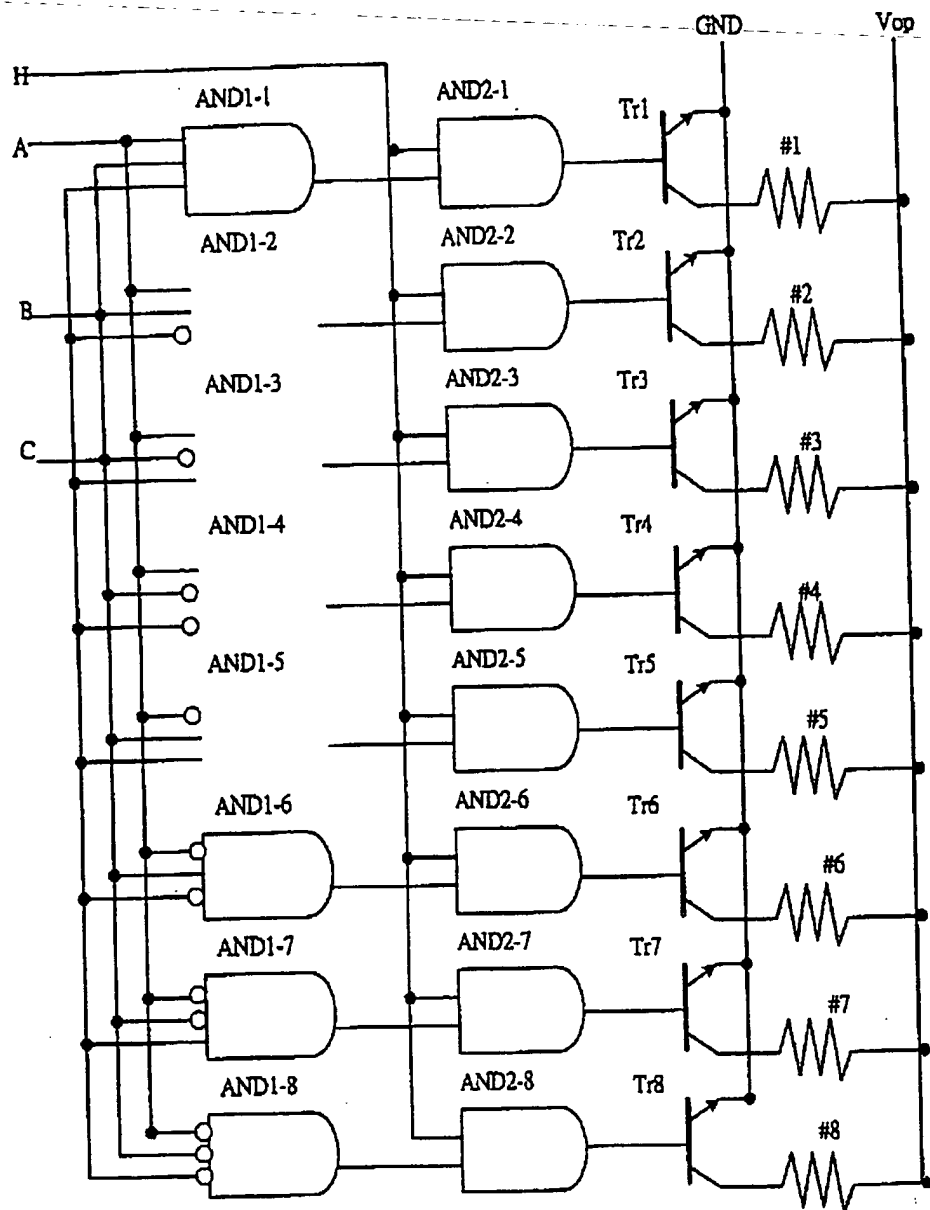 GND Vop
H
AND1-1 AND2-1 Tr1
A #1
AND1-2 AND2-2 Tr2
B #2
AND1-3 AND2-3 Tr3
C #3
AND1-4 AND2-4 Tr4
#4
AND1-5 AND2-5 Tr5
#5
AND1-6 AND2-6 Tr6
#6
AND1-7 AND2-7 Tr7
#7
AND1-8 AND2-8 Tr8
#8